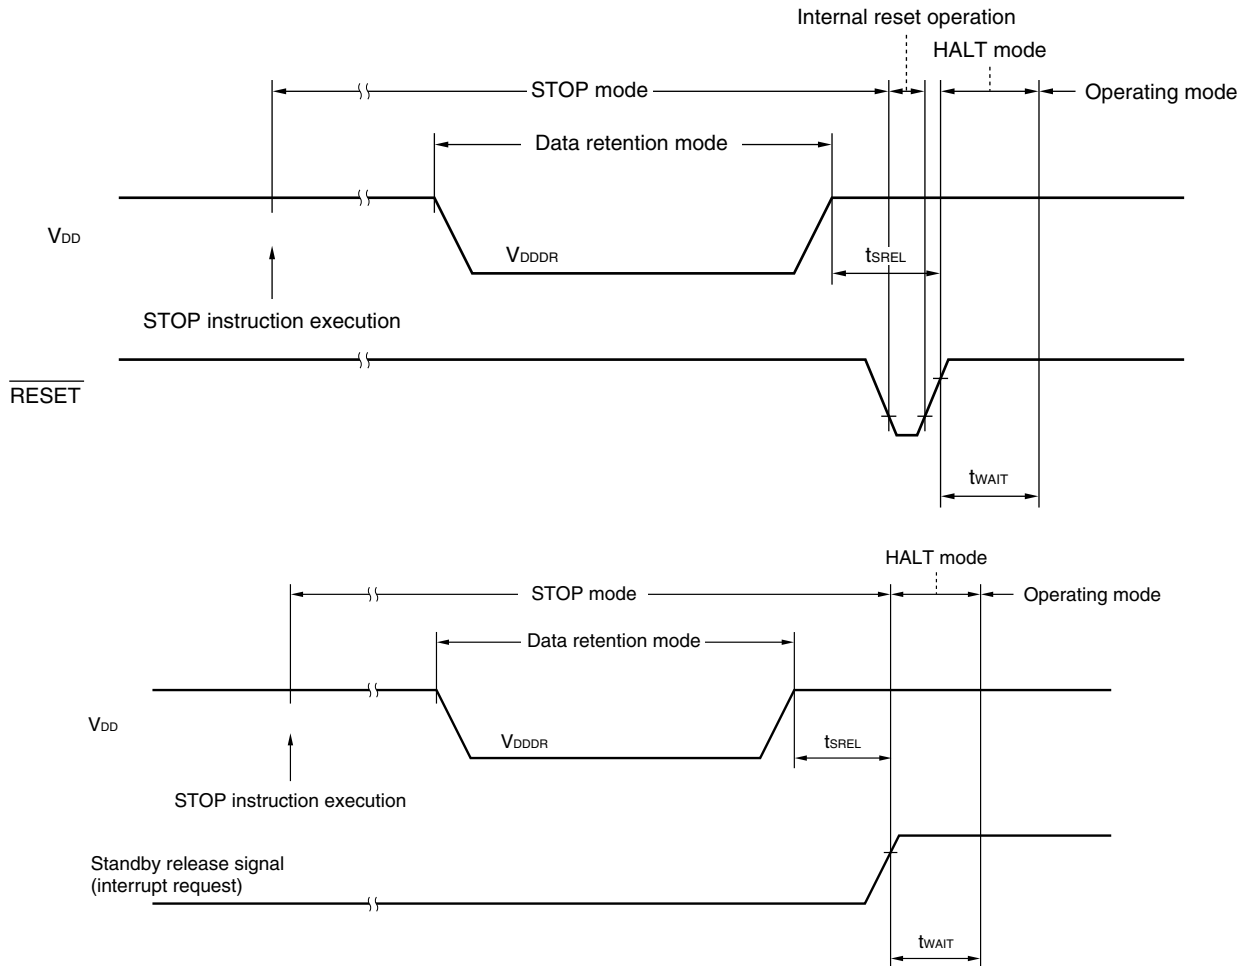 Internal reset operation
HALT mode
STOP mode
Operating mode
Data retention mode
VDD
VDDDR
tSREL
STOP instruction execution
RESET
tWAIT
HALT mode
STOP mode
Operating mode
Data retention mode
VDD
VDDDR
tSREL
STOP instruction execution
Standby release signal
(interrupt request)
tWAIT